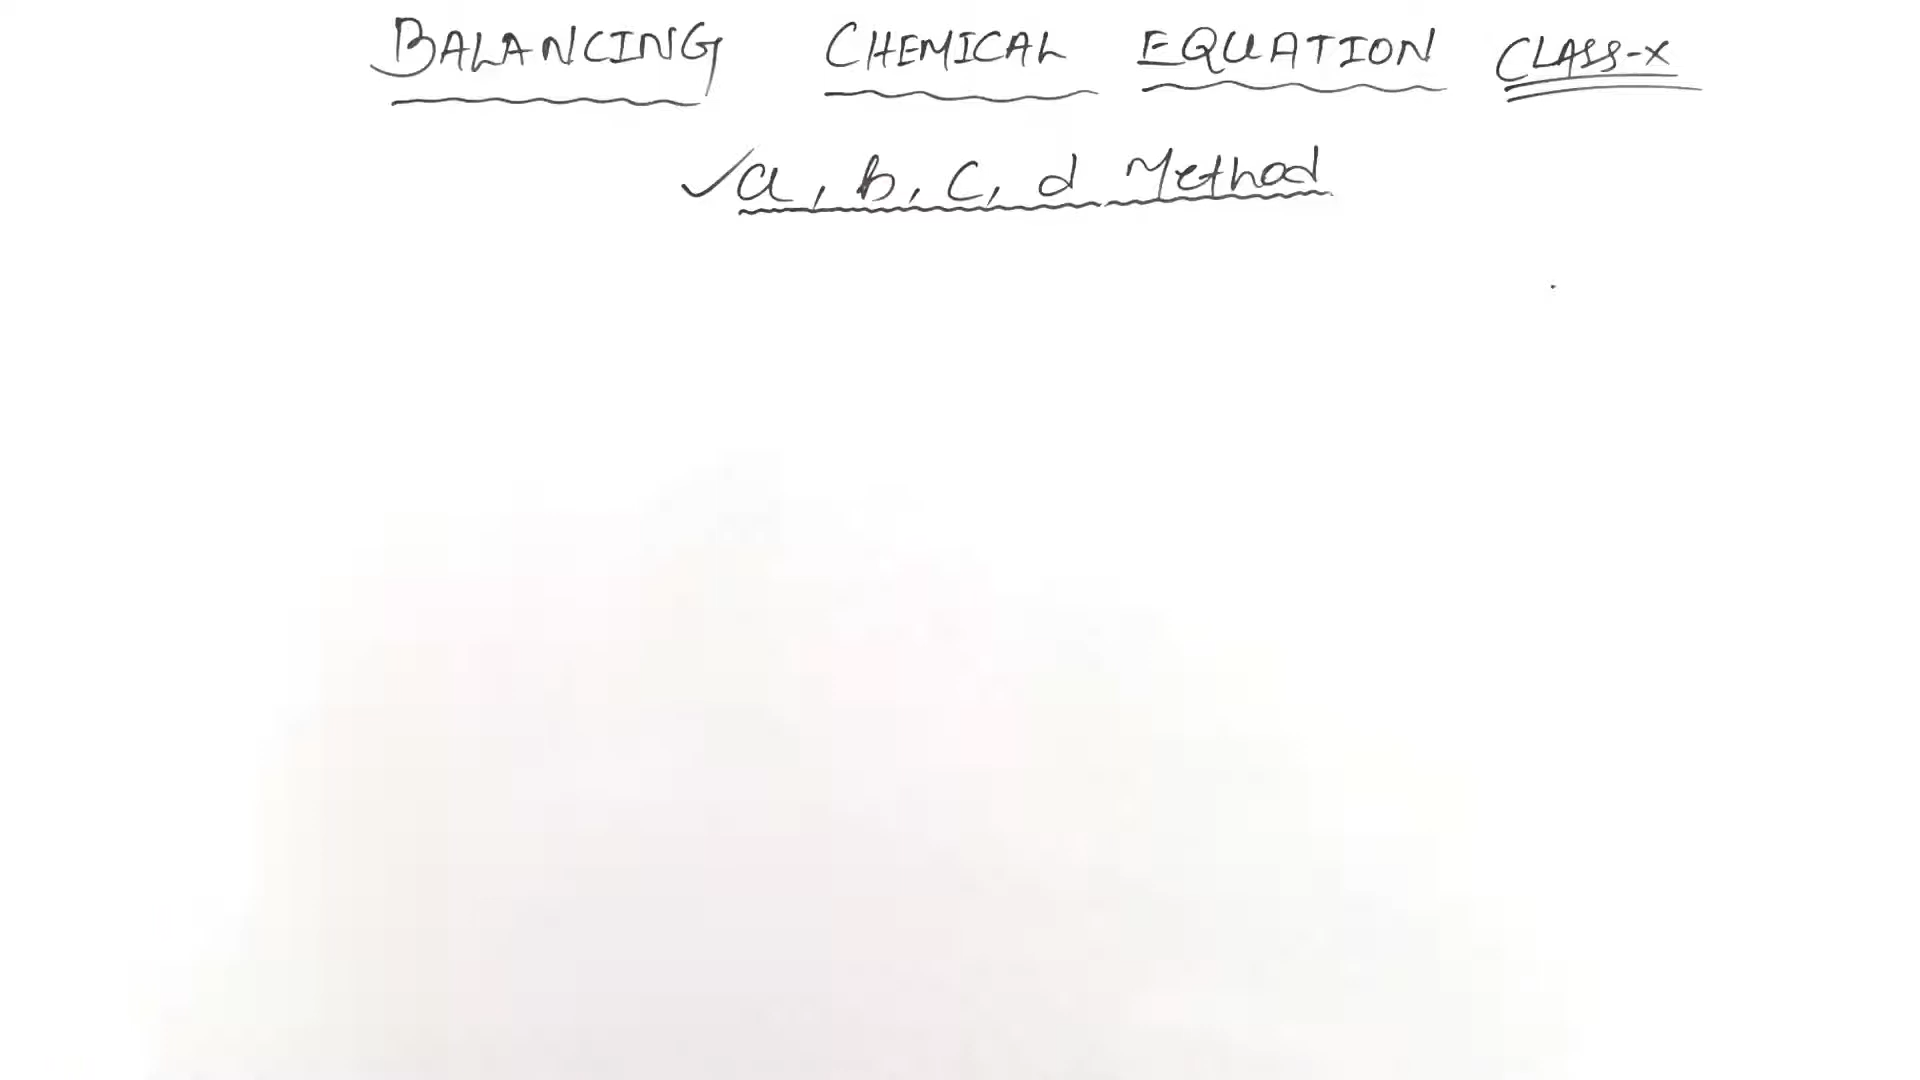 BALANCING CHEMICAL EQUATION CLASS-X
✓a, b, c, d Method